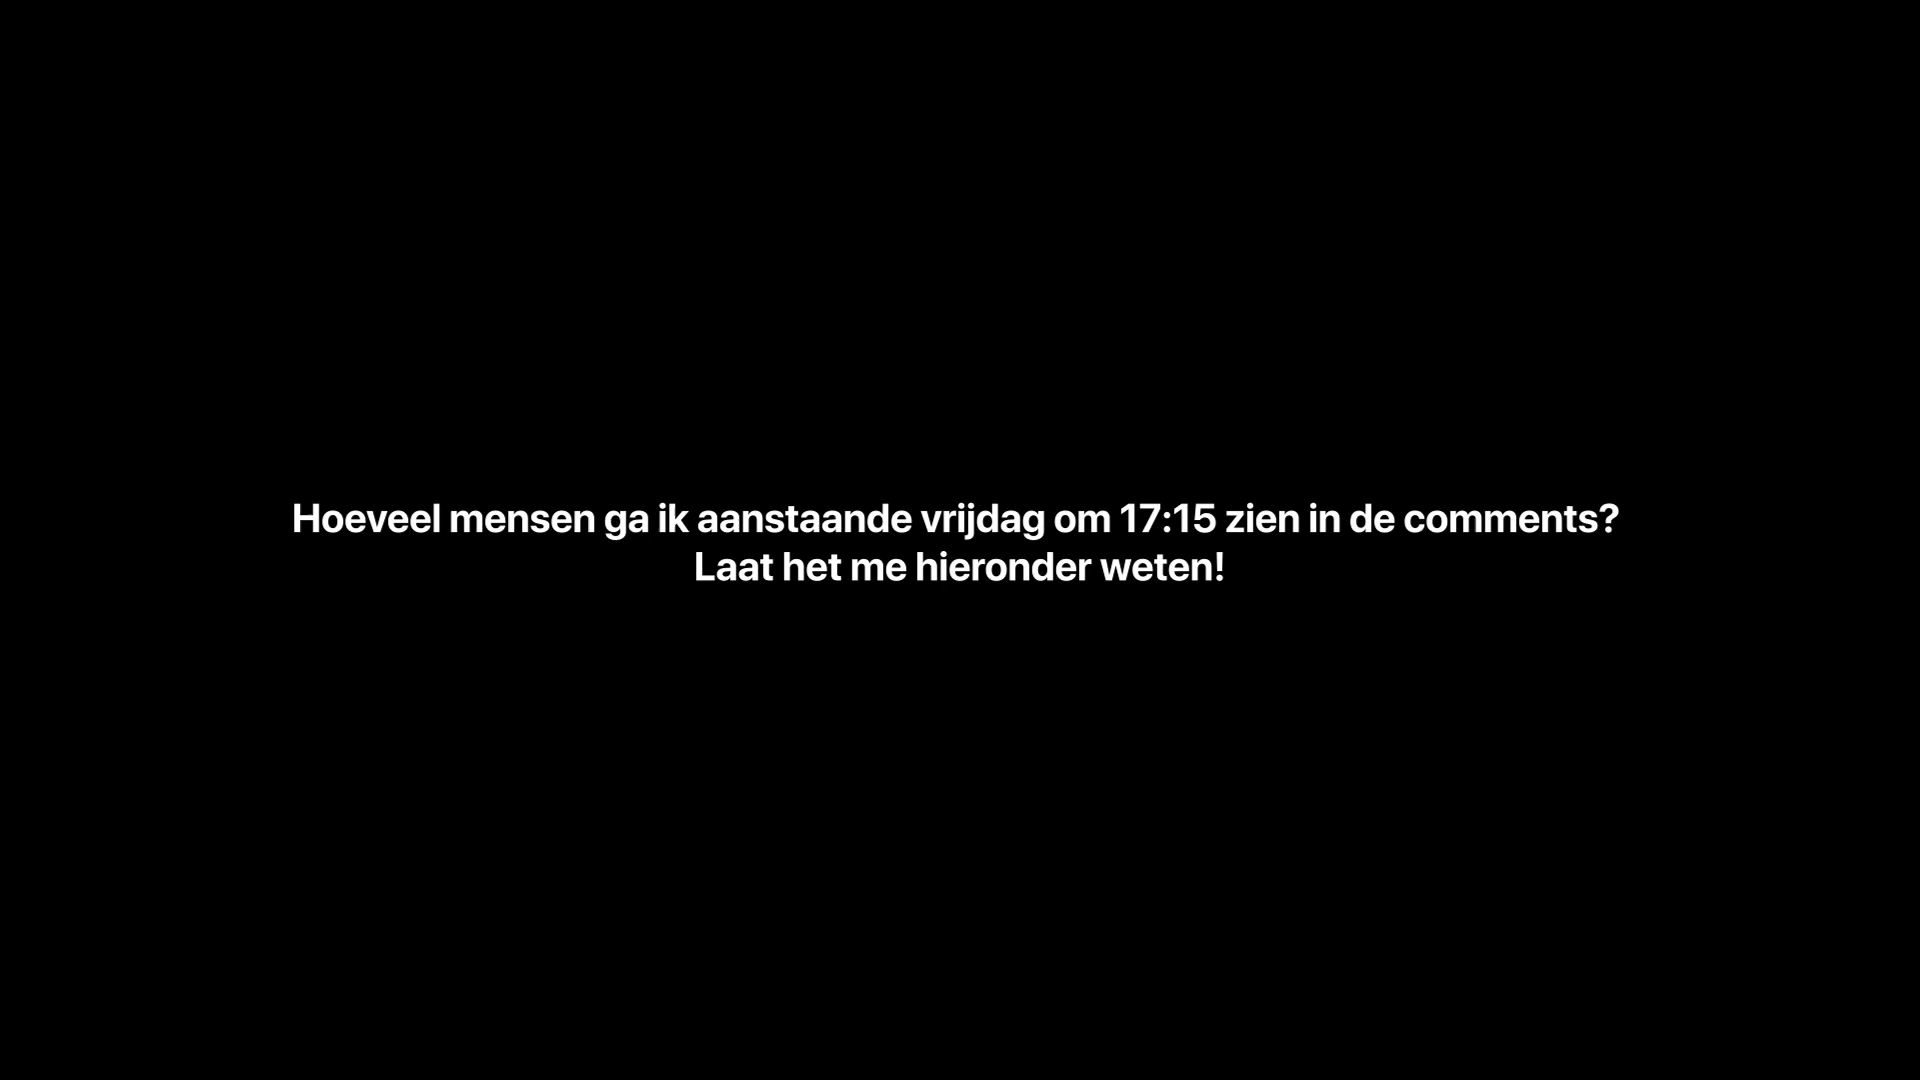 Hoeveel mensen ga ik aanstaande vrijdag om 17:15 zien in de comments?
Laat het me hieronder weten!